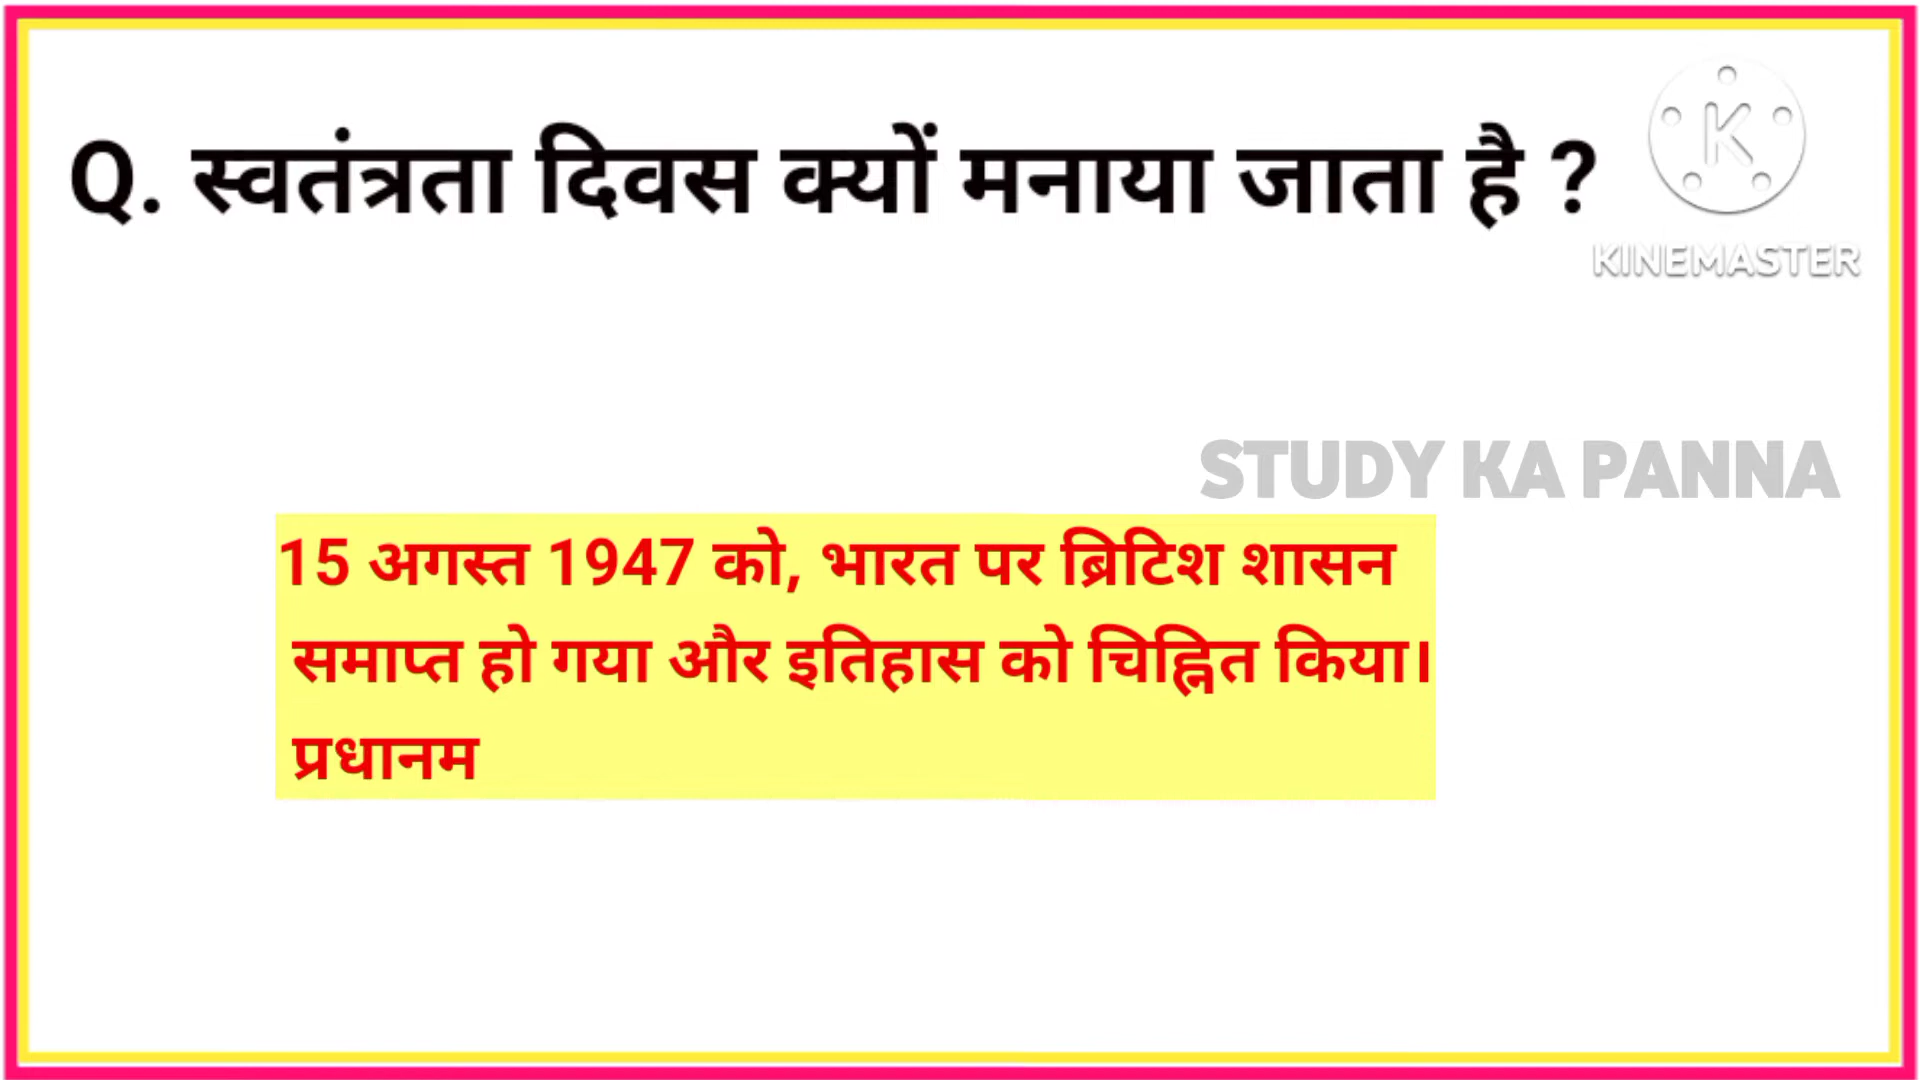 Q. स्वतंत्रता दिवस क्यों मनाया जाता है ?
KINEMASTER
STUDY KA PANNA
15 अगस्त 1947 को, भारत पर ब्रिटिश शासन
समाप्त हो गया और इतिहास को चिह्नित किया।
प्रधानम